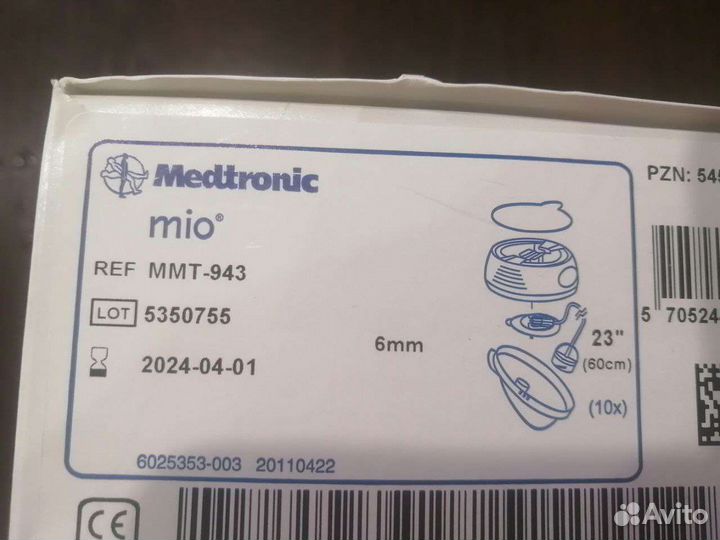 Medtronic
PZN: 545
mio®
REF MMT-943
LOT 5350755
5 70524
6mm
23"
(60cm)
2024-04-01
(10x)
6025353-003 20110422
CE
Avito